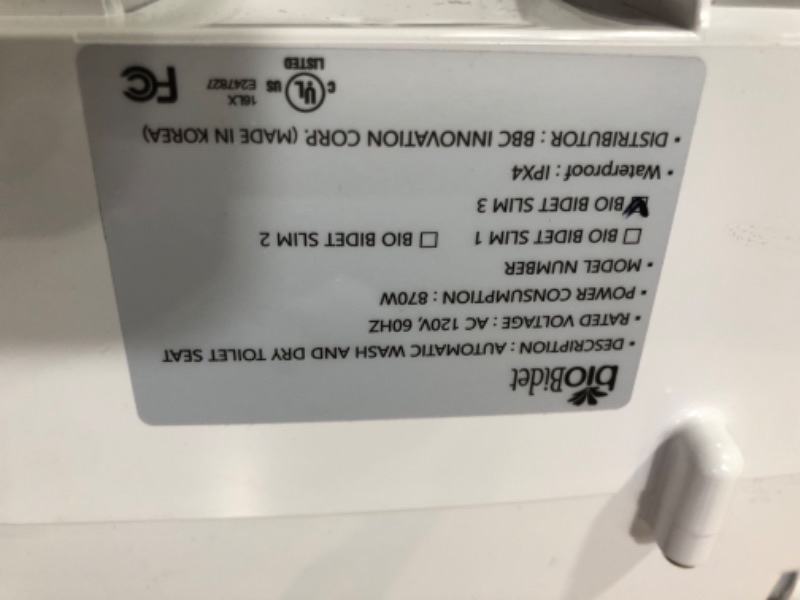 bioBidet
• DESCRIPTION : AUTOMATIC WASH AND DRY TOILET SEAT
• RATED VOLTAGE : AC 120V, 60HZ
• POWER CONSUMPTION : 870W
• MODEL NUMBER
☐ BIO BIDET SLIM 1 ☐ BIO BIDET SLIM 2
☑ BIO BIDET SLIM 3
• Waterproof : IPX4
• DISTRIBUTOR : BBC INNOVATION CORP. (MADE IN KOREA)
C UL US
LISTED
16LX
E247827
FC